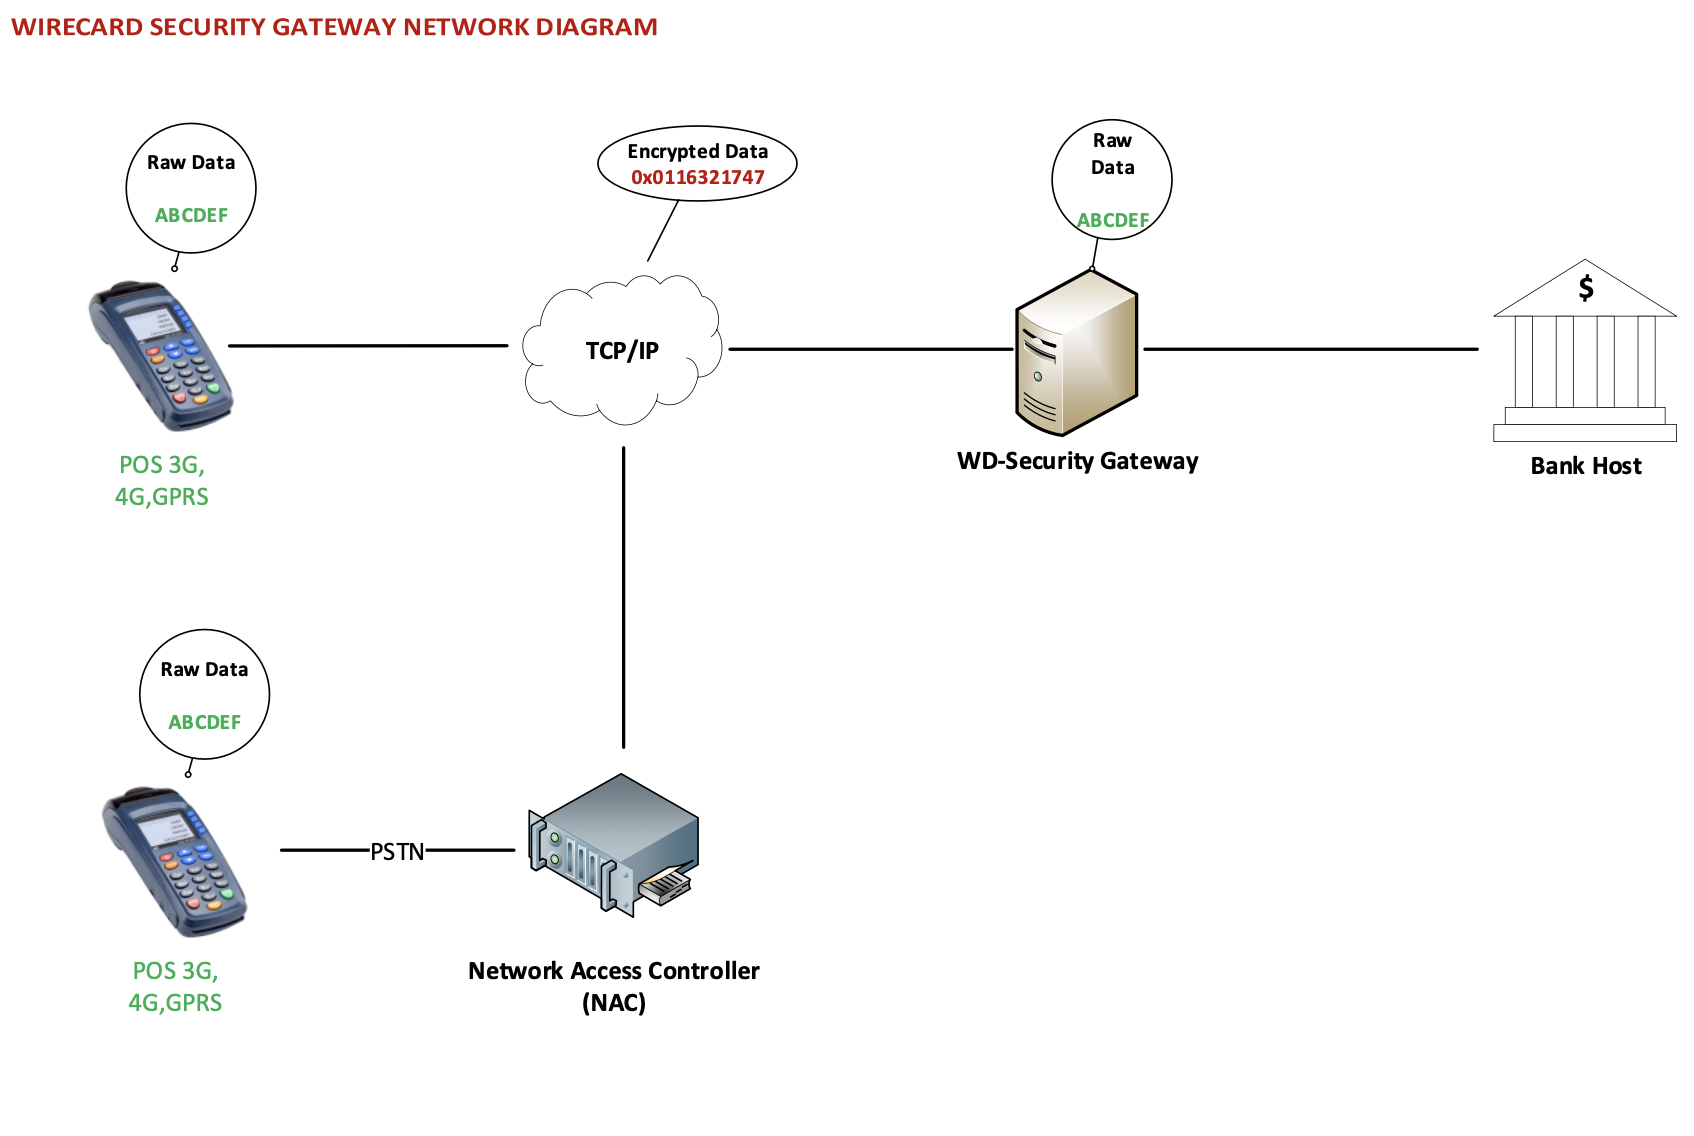 WIRECARD SECURITY GATEWAY NETWORK DIAGRAM
Raw Data
ABCDEF
Encrypted Data
0x0116321747
Raw
Data
ABCDEF
$
TCP/IP
POS 3G,
4G,GPRS
WD-Security Gateway
Bank Host
Raw Data
ABCDEF
PSTN
POS 3G,
4G,GPRS
Network Access Controller
(NAC)